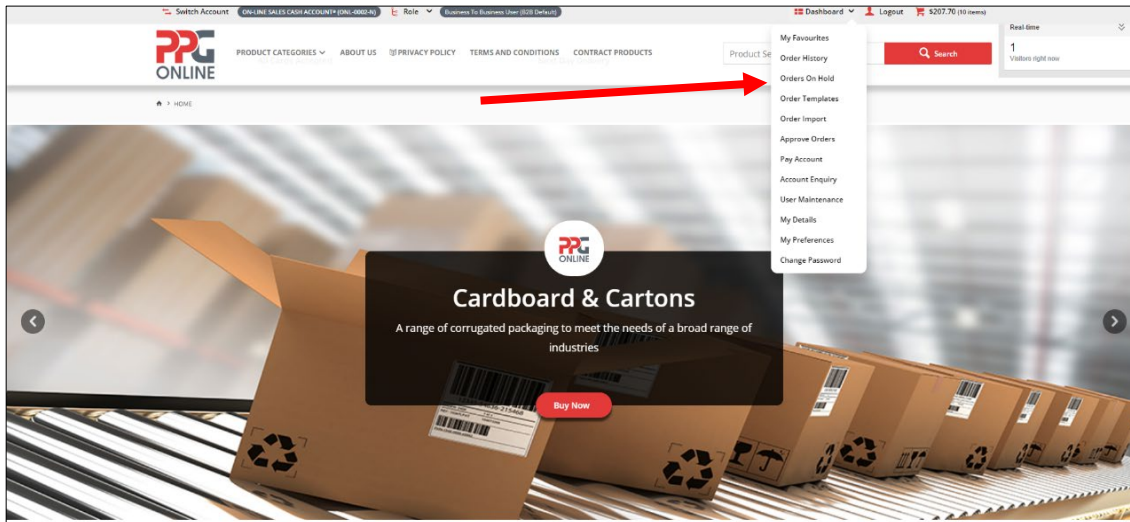 Switch Account ON-LINE SALES CASH ACCOUNT* (ONL-0002-N) Role Business To Business User (B2B Default) Dashboard Logout $207.70 (10 items)
Real-time
1
Visitors right now
PPG
ONLINE
PRODUCT CATEGORIES ABOUT US PRIVACY POLICY TERMS AND CONDITIONS CONTRACT PRODUCTS
Product Se
Search
My Favourites
Order History
Orders On Hold
Order Templates
Order Import
Approve Orders
Pay Account
Account Enquiry
User Maintenance
My Details
My Preferences
Change Password
> HOME
PPG
ONLINE
Cardboard & Cartons
A range of corrugated packaging to meet the needs of a broad range of
industries
Buy Now